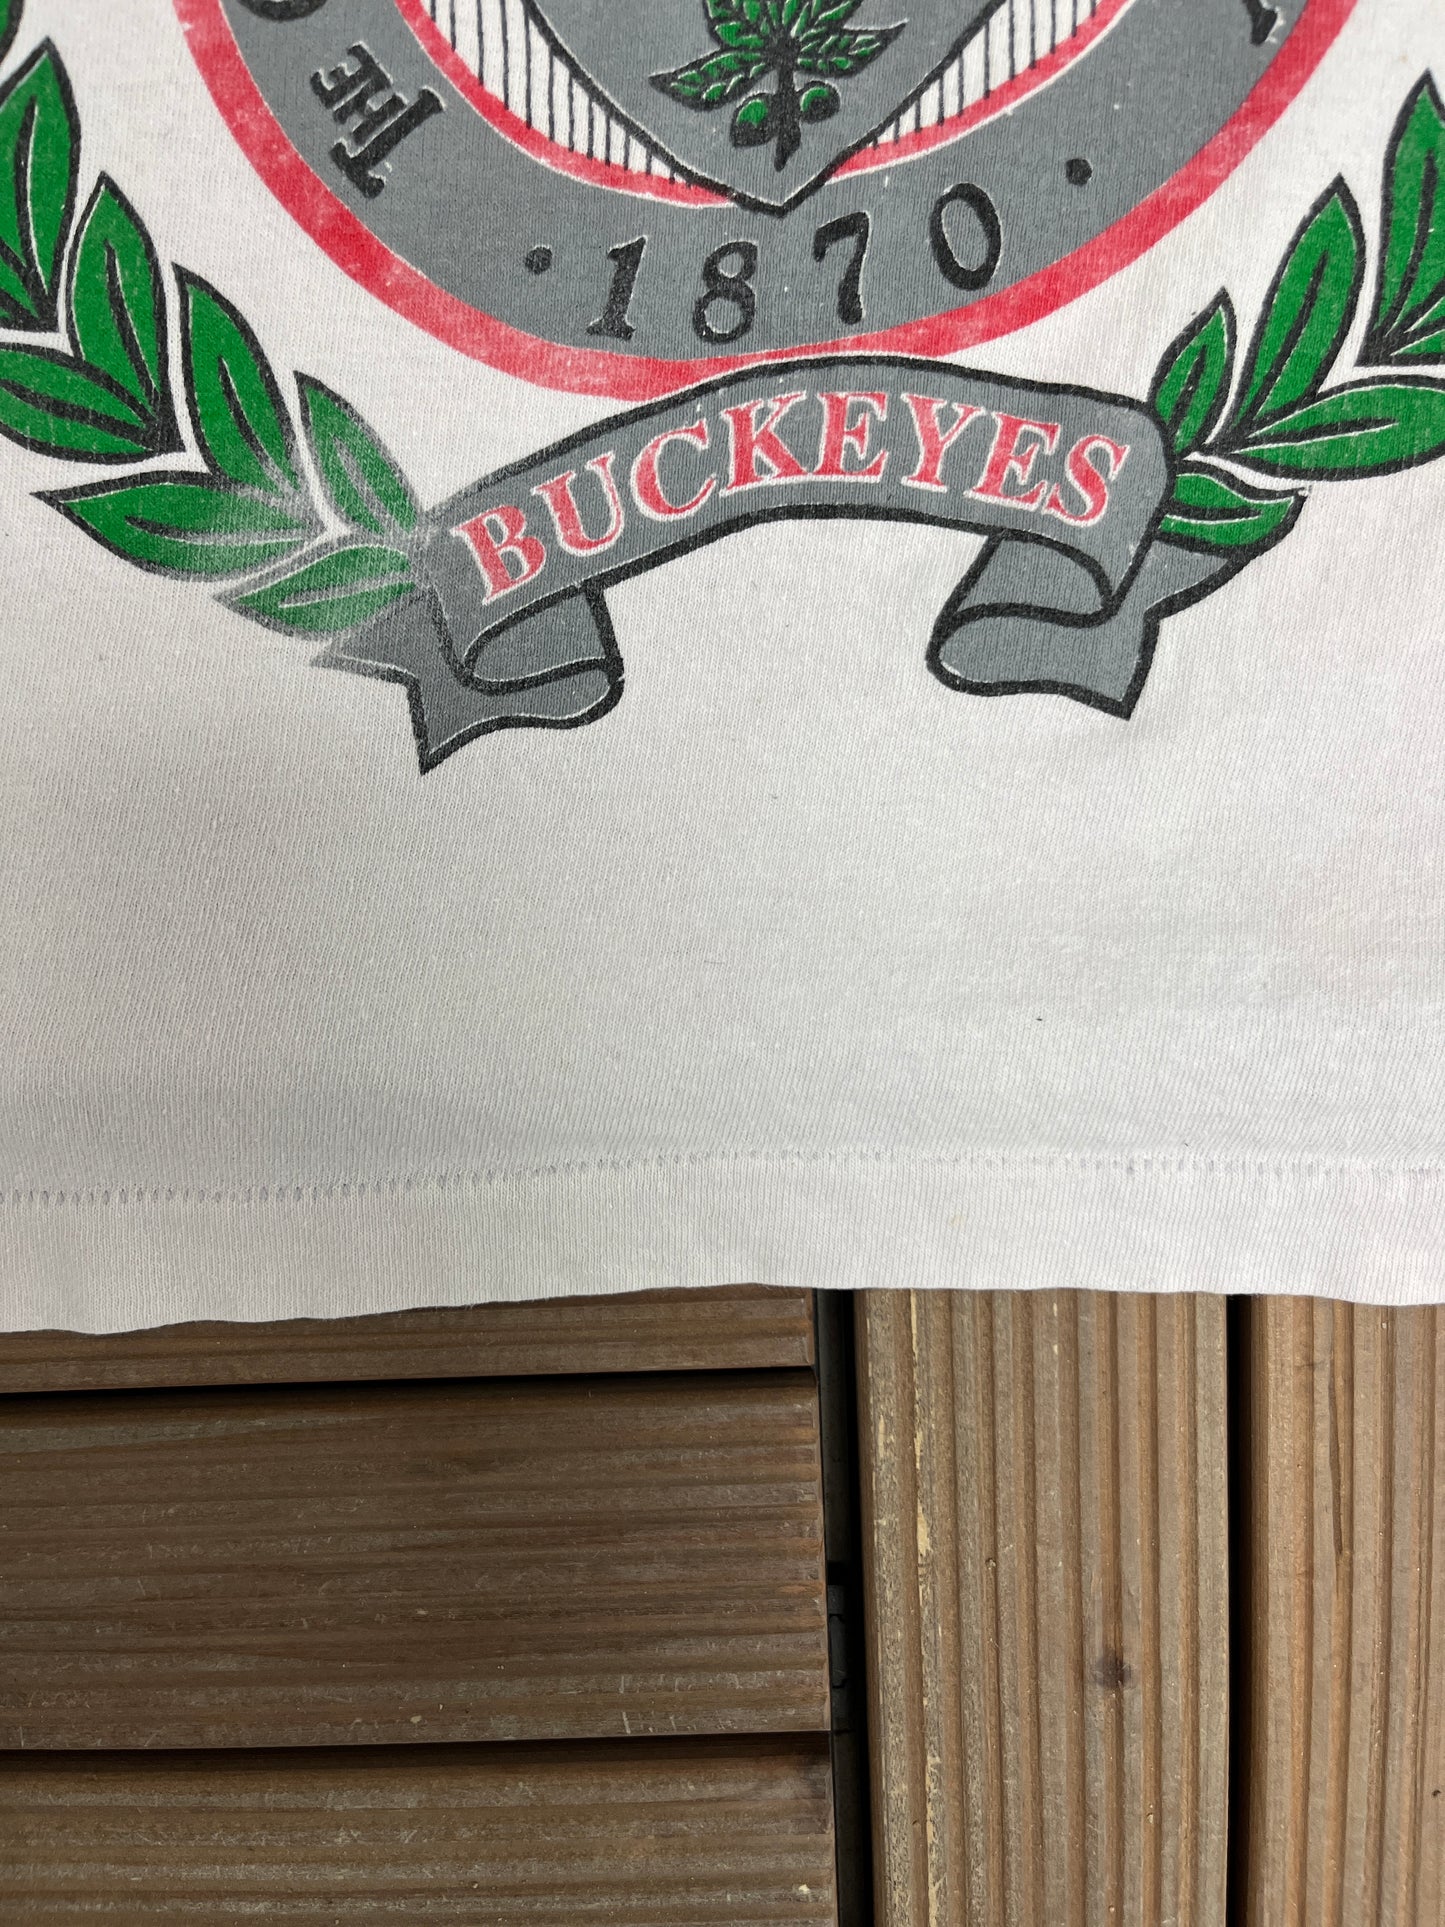 THE
· 1870 ·
BUCKEYES